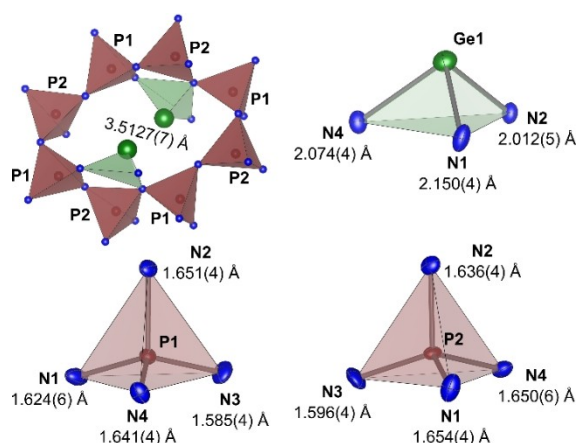 P1
P2
P2
P1
3.5127(7) Å
P1
P2
P2
P1
Ge1
N4
2.074(4) Å
N1
2.150(4) Å
N2
2.012(5) Å
N2
1.651(4) Å
P1
N1
1.624(6) Å
N4
1.641(4) Å
N3
1.585(4) Å
N2
1.636(4) Å
P2
N3
1.596(4) Å
N1
1.654(4) Å
N4
1.650(6) Å